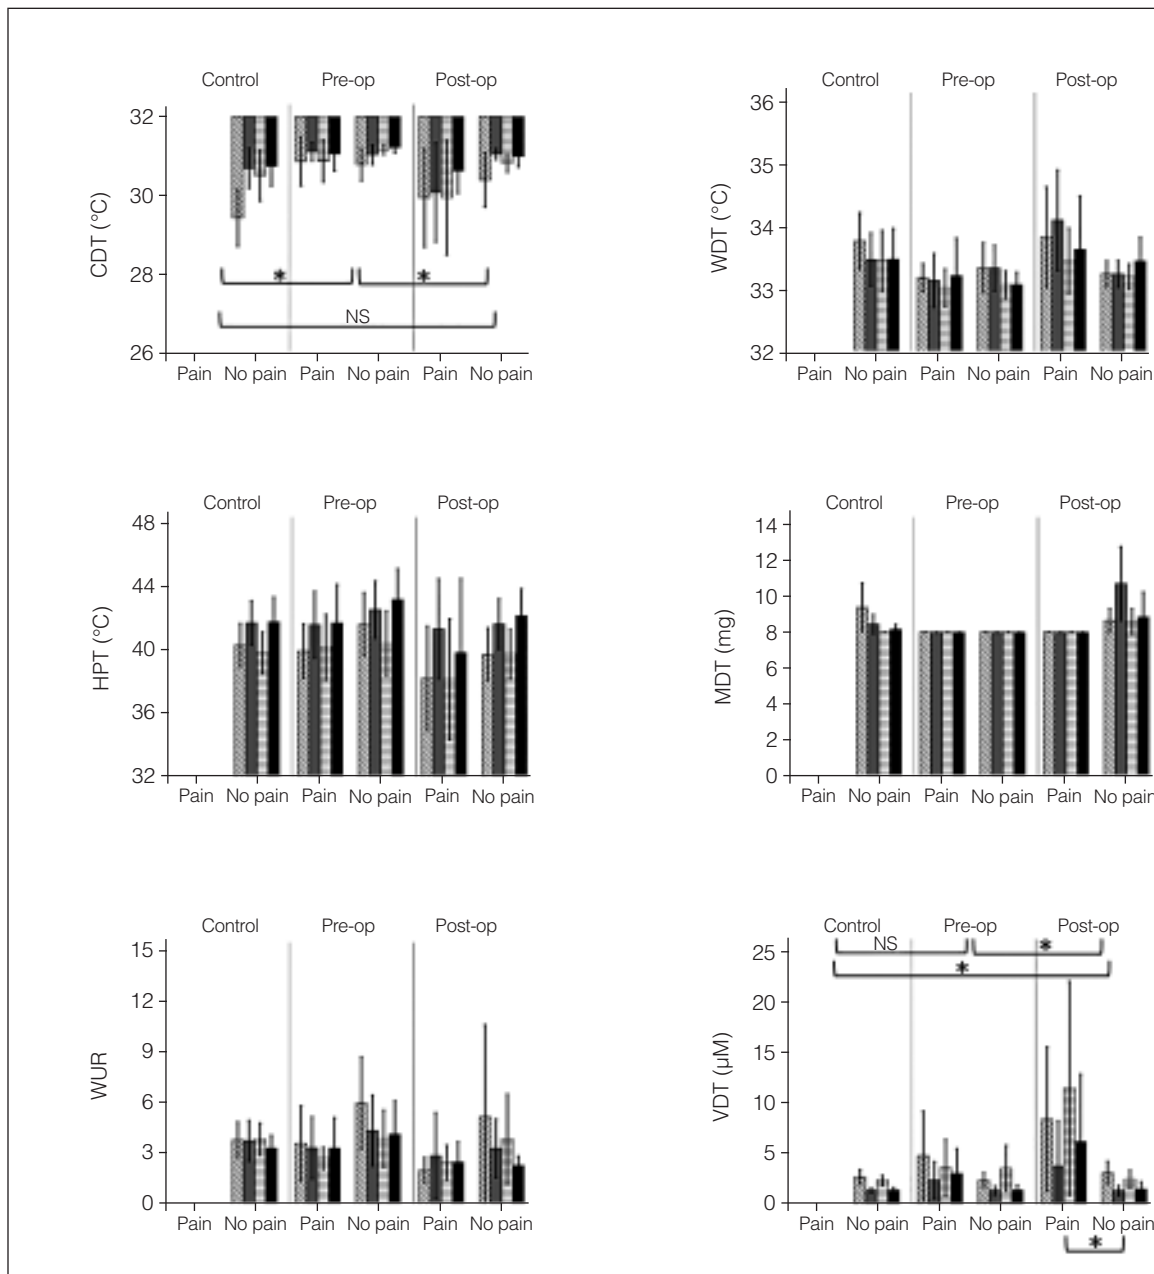 Control Pre-op Post-op
32
30
28
26
CDT (°C)
*
*
NS
Pain No pain Pain No pain Pain No pain
Control Pre-op Post-op
36
35
34
33
32
WDT (°C)
Pain No pain Pain No pain Pain No pain
Control Pre-op Post-op
48
44
40
36
32
HPT (°C)
Pain No pain Pain No pain Pain No pain
Control Pre-op Post-op
14
12
10
8
6
4
2
0
MDT (mg)
Pain No pain Pain No pain Pain No pain
Control Pre-op Post-op
15
12
9
6
3
0
WUR
Pain No pain Pain No pain Pain No pain
Control Pre-op Post-op
NS
*
*
25
20
15
10
5
0
VDT (µM)
Pain No pain Pain No pain Pain No pain
*